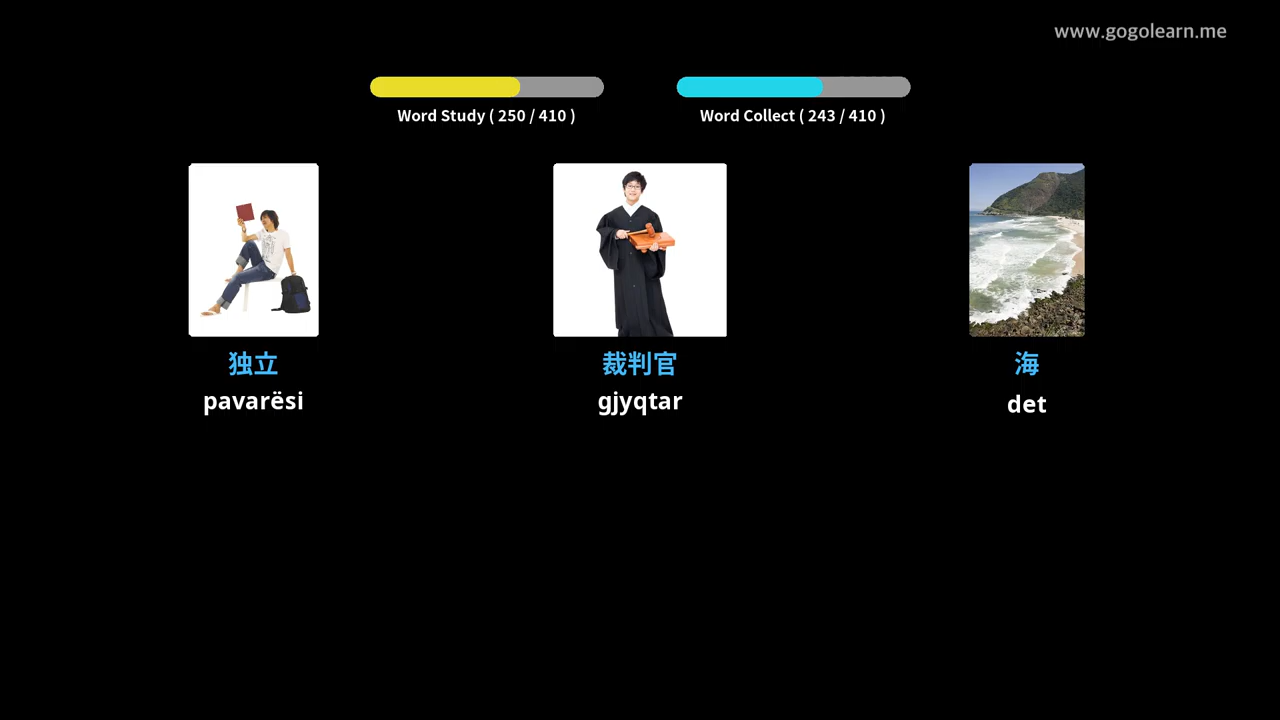 www.gogolearn.me
Word Study ( 250 / 410 )
Word Collect ( 243 / 410 )
独立
pavarësi
裁判官
gjyqtar
海
det